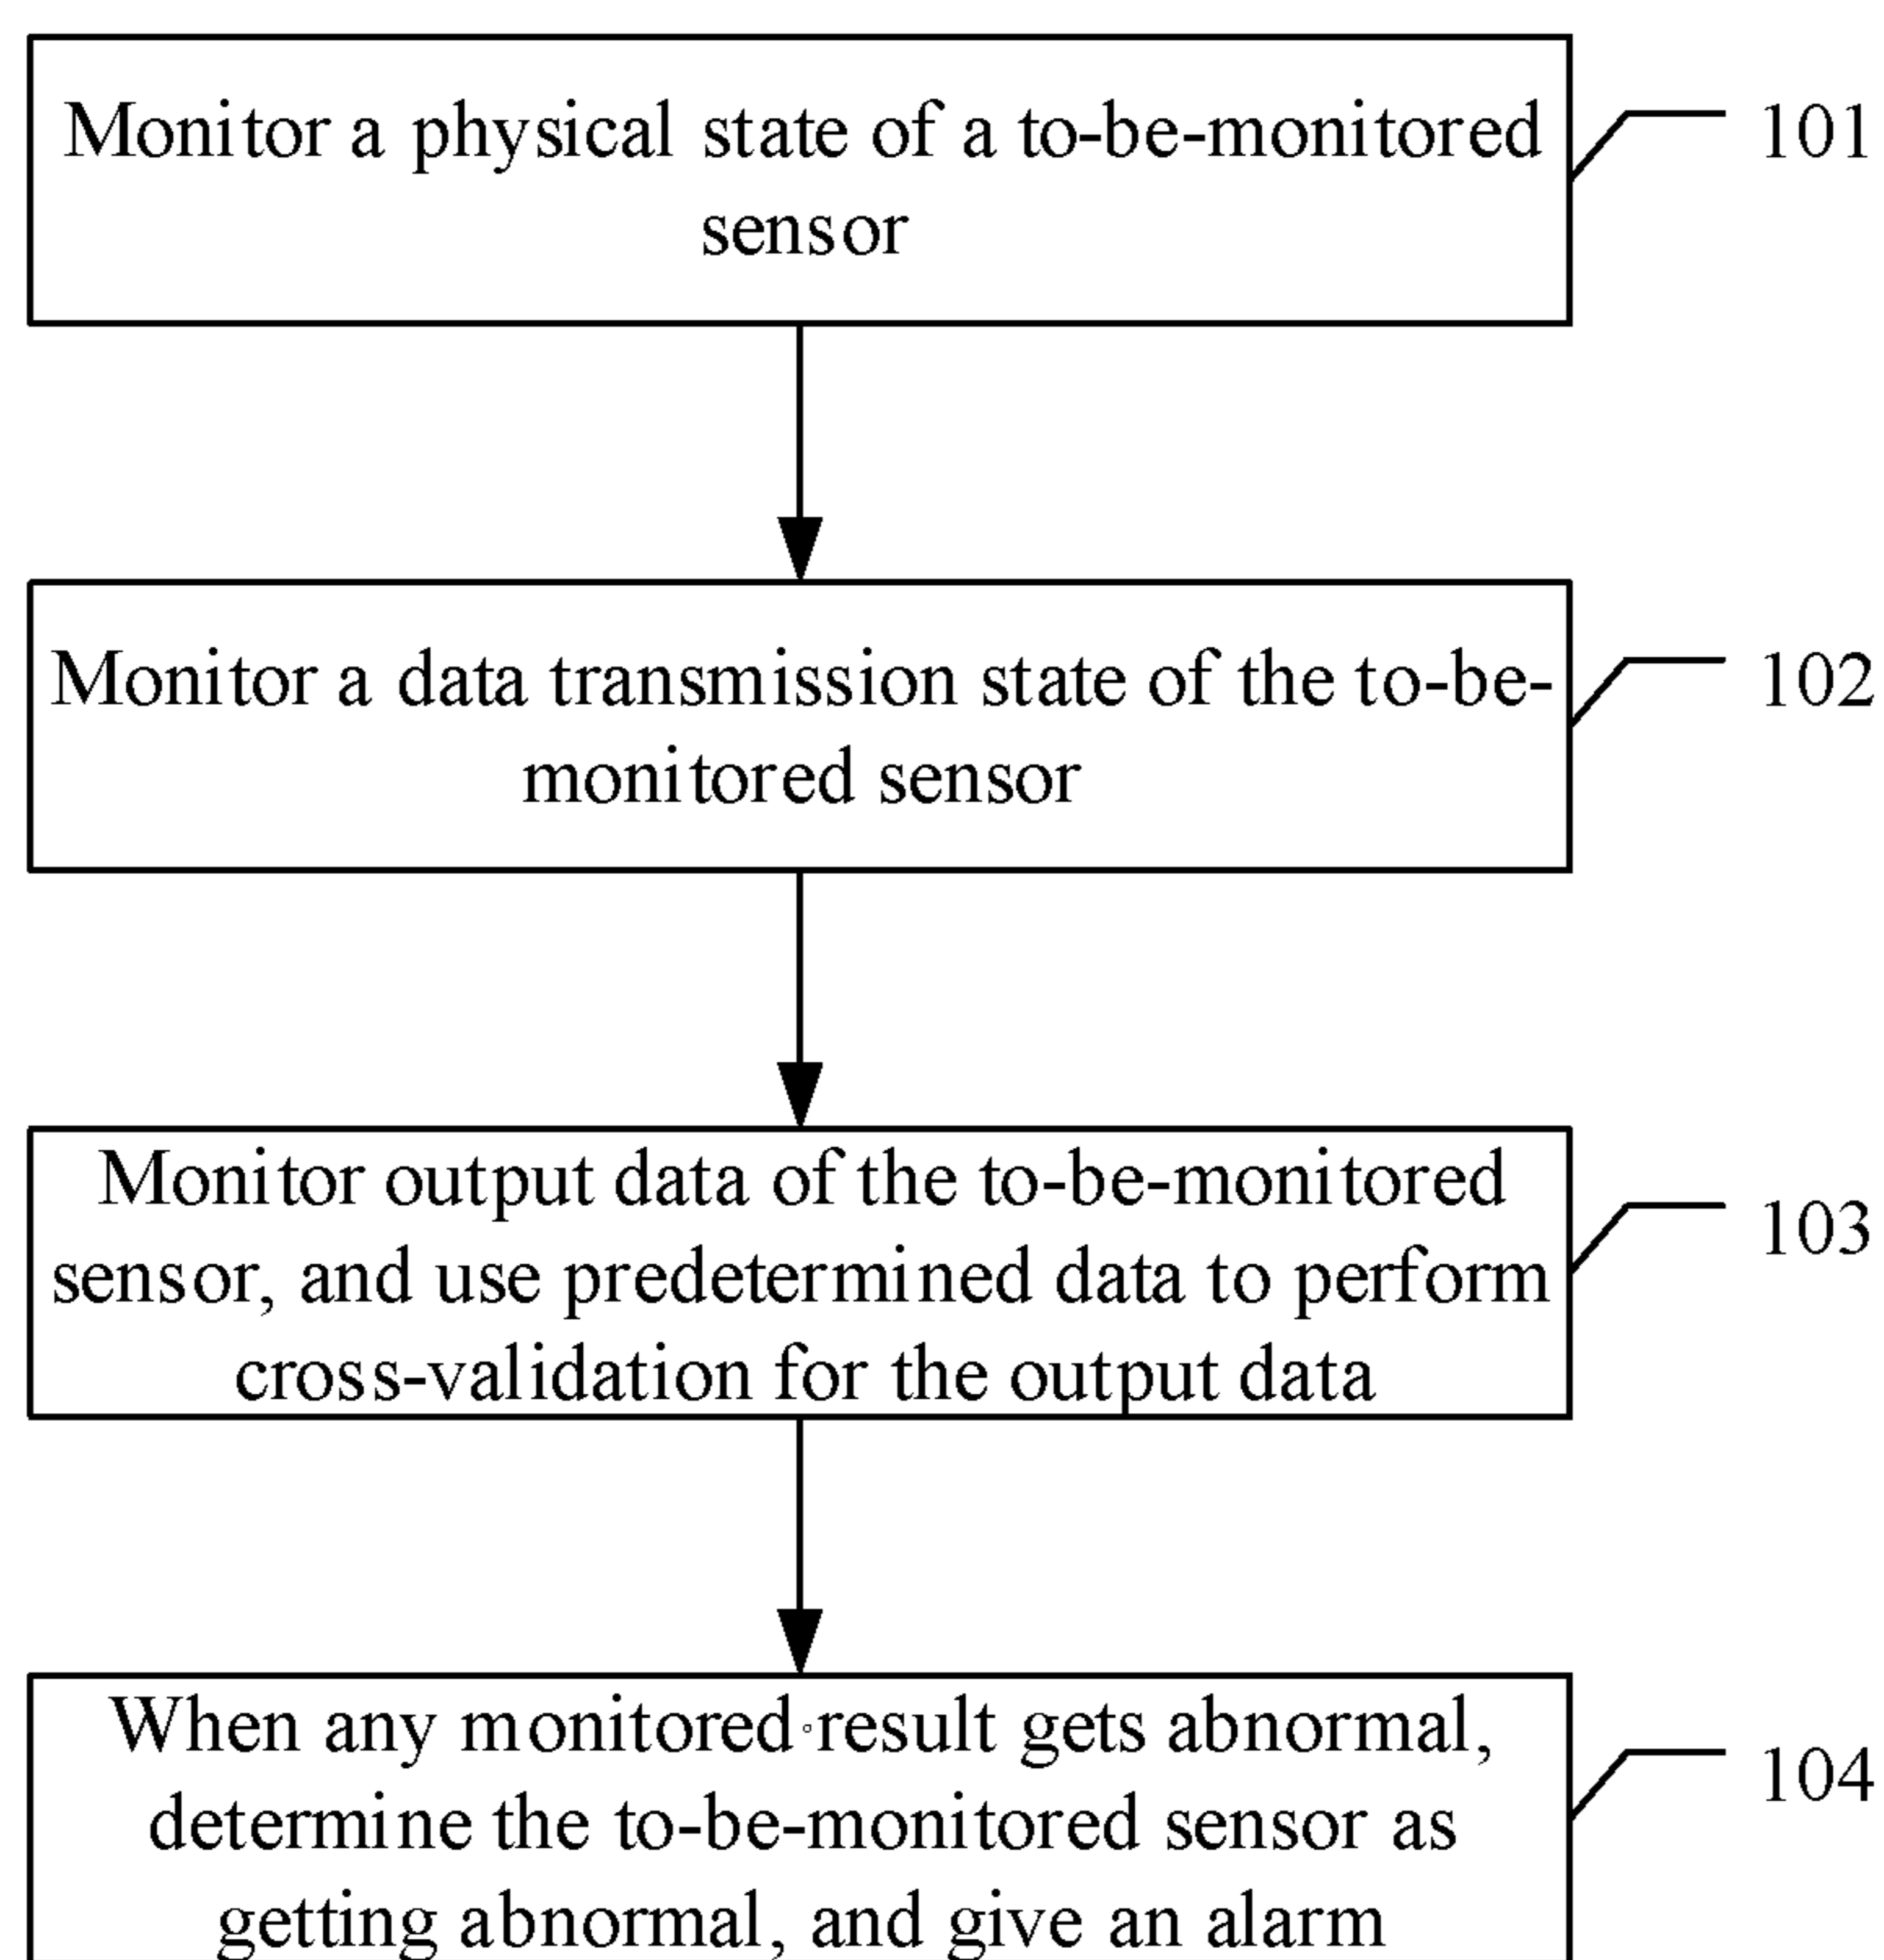 Monitor a physical state of a to-be-monitored
sensor
101
Monitor a data transmission state of the to-be-
monitored sensor
102
Monitor output data of the to-be-monitored
sensor, and use predetermined data to perform
cross-validation for the output data
103
When any monitored result gets abnormal,
determine the to-be-monitored sensor as
getting abnormal, and give an alarm
104